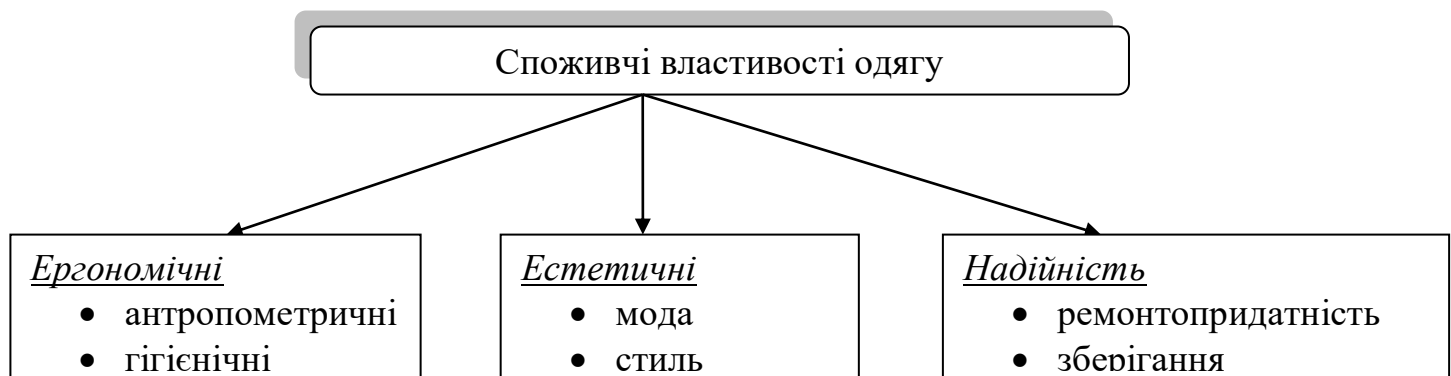 Споживчі властивості одягу
Ергономічні
• антропометричні
• гігієнічні
Естетичні
• мода
• стиль
Надійність
• ремонтопридатність
• зберігання